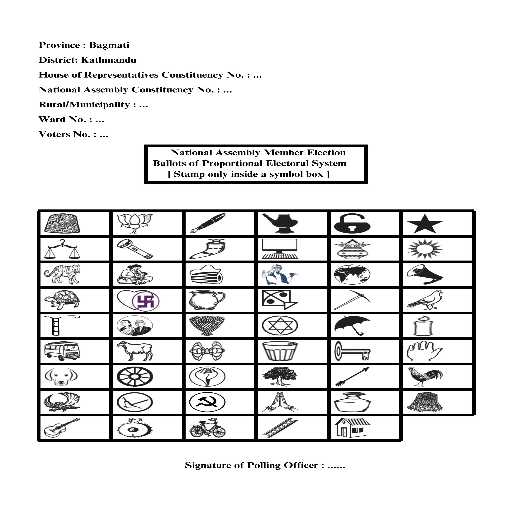 Province : Bagmati
District: Kathmandu
House of Representatives Constituency No. : ...
National Assembly Constituency No. : ...
Rural/Municipality : ...
Ward No. : ...
Voters No. : ...
National Assembly Member Election
Ballots of Proportional Electoral System
[ Stamp only inside a symbol box ]
Signature of Polling Officer : ......